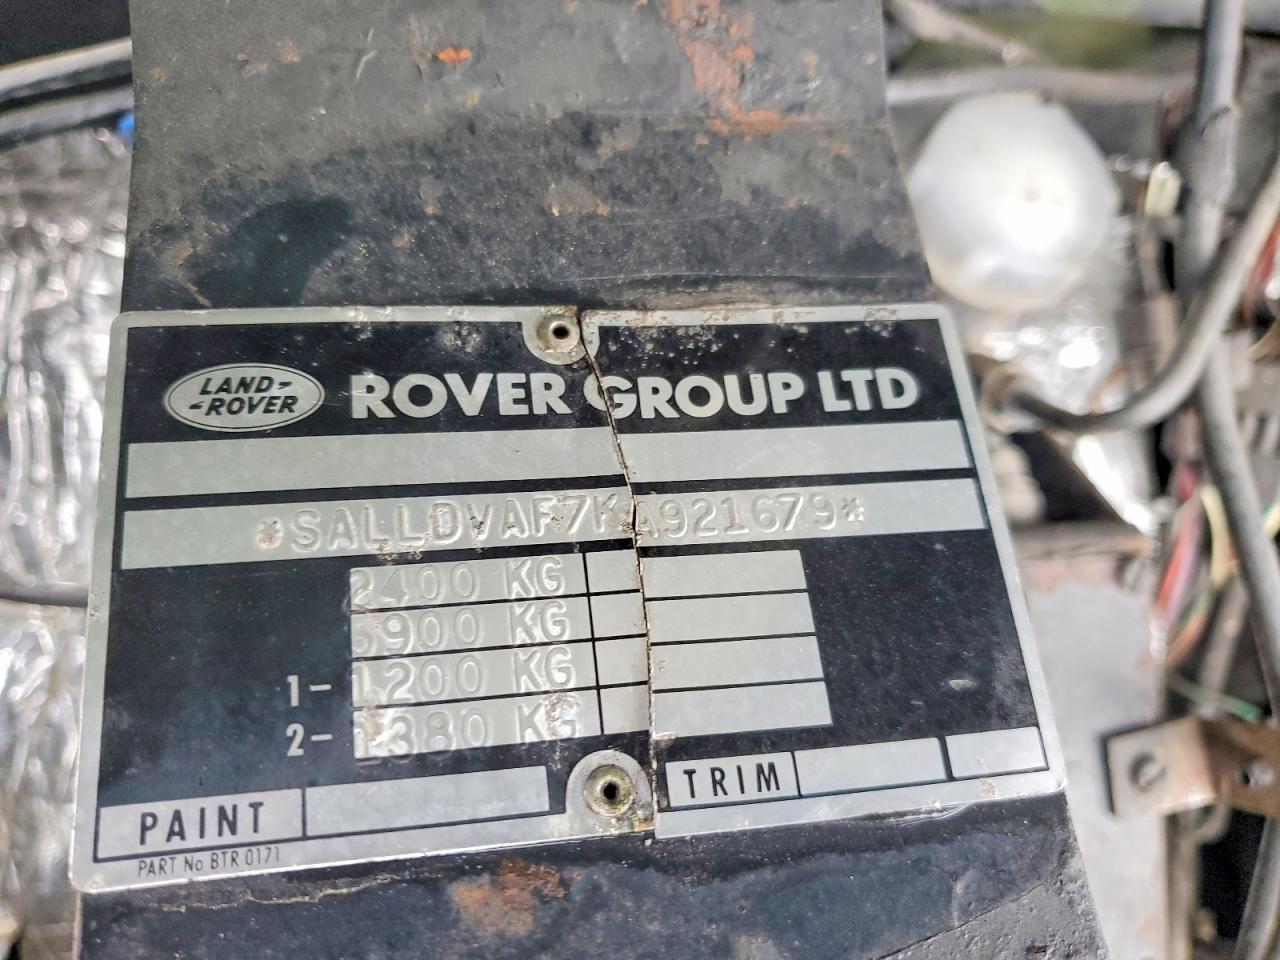 LAND-
-ROVER
ROVER GROUP LTD
*SALLDVAF7KA921679*
2400 KG
5900 KG
1- 1200 KG
2- 1380 KG
PAINT
TRIM
PART No BTR 0171